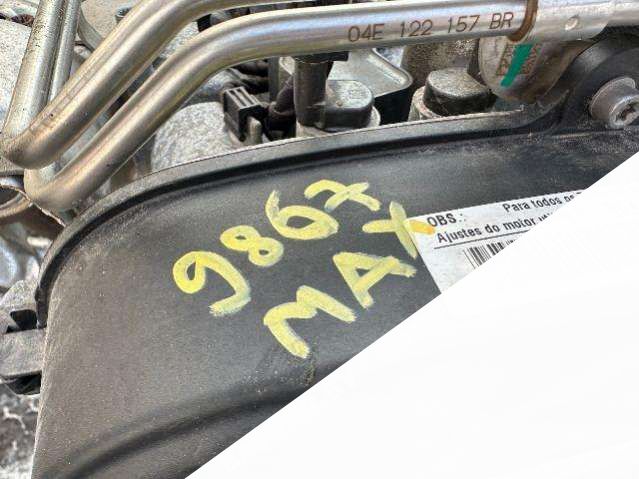 04E 122 157 BR
9867
MAX
OBS.: Para todos os
Ajustes do motor